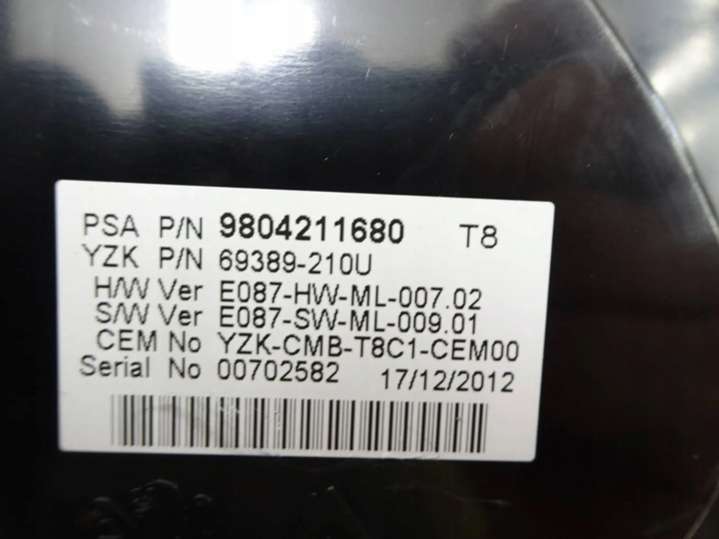 PSA P/N 9804211680 T8
YZK P/N 69389-210U
H/W Ver E087-HW-ML-007.02
S/W Ver E087-SW-ML-009.01
CEM No YZK-CMB-T8C1-CEM00
Serial No 00702582 17/12/2012